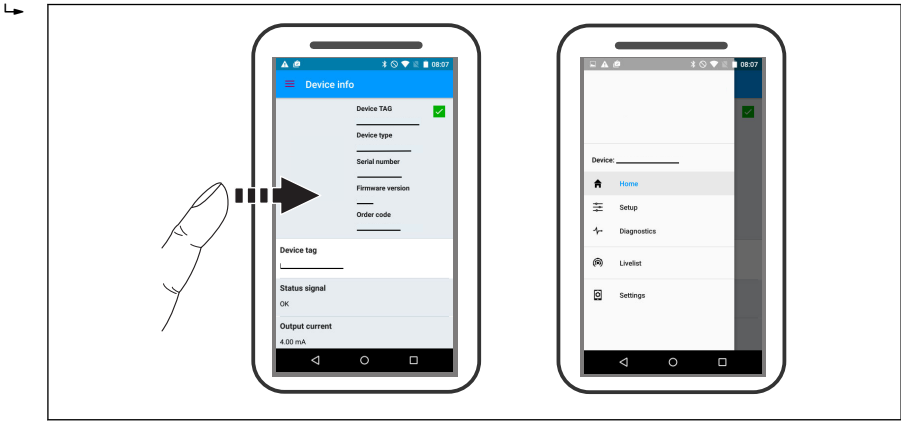 08:07
Device info
Device TAG
Device type
Serial number
Firmware version
Order code
Device tag
Status signal
OK
Output current
4.00 mA
08:07
Device:
Home
Setup
Diagnostics
Livelist
Settings